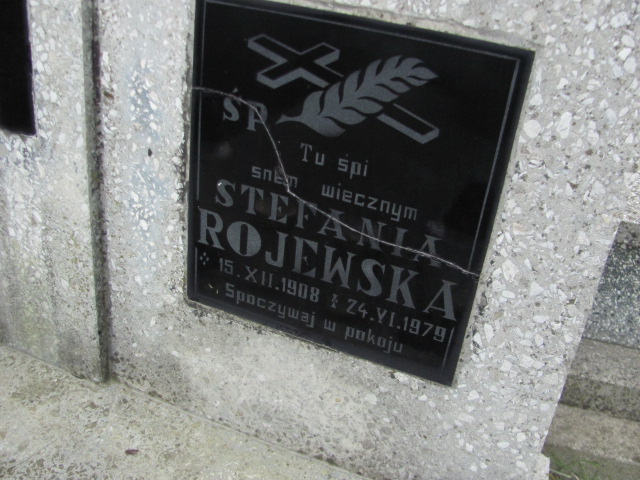 ŚP
Tu śpi
snem wiecznym
STEFANIA
ROJEWSKA
15.XII.1908 24.VI.1979
Spoczywaj w pokoju